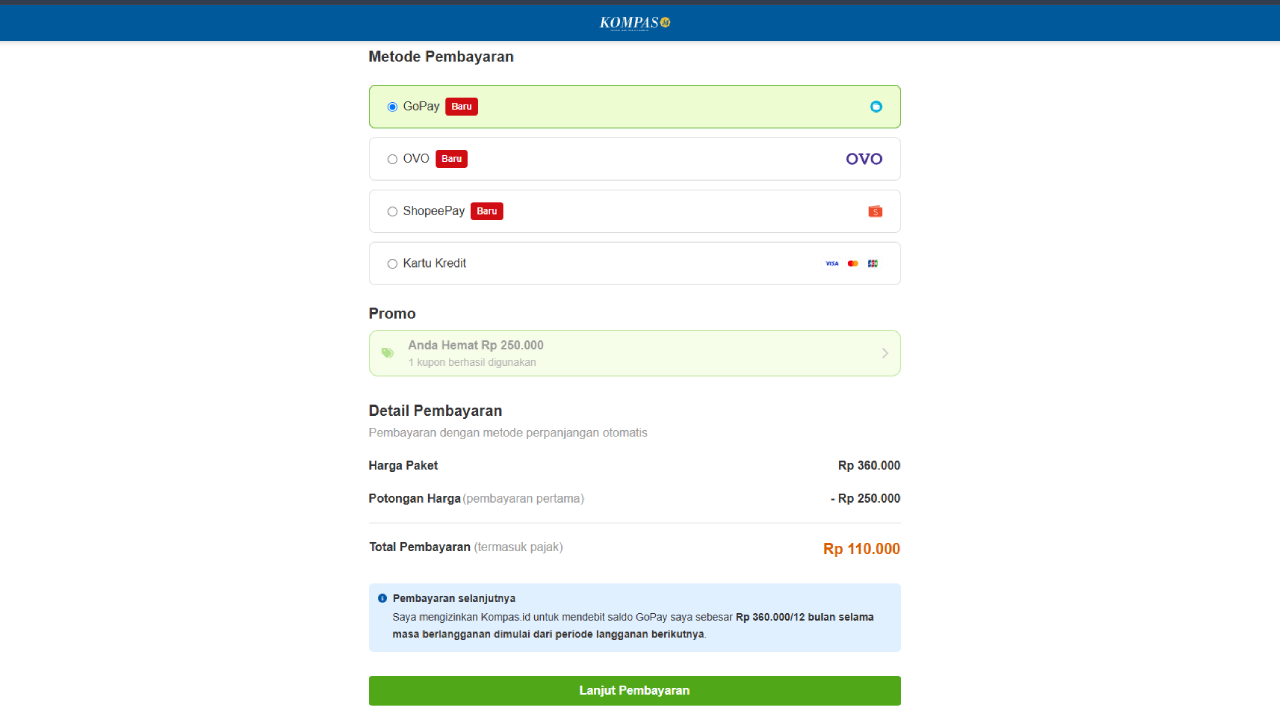 KOMPAS
Metode Pembayaran
GoPay Baru
OVO Baru OVO
ShopeePay Baru
Kartu Kredit VISA
Promo
Anda Hemat Rp 250.000
1 kupon berhasil digunakan
Detail Pembayaran
Pembayaran dengan metode perpanjangan otomatis
Harga Paket Rp 360.000
Potongan Harga (pembayaran pertama) - Rp 250.000
Total Pembayaran (termasuk pajak) Rp 110.000
Pembayaran selanjutnya
Saya mengizinkan Kompas.id untuk mendebit saldo GoPay saya sebesar Rp 360.000/12 bulan selama
masa berlangganan dimulai dari periode langganan berikutnya.
Lanjut Pembayaran